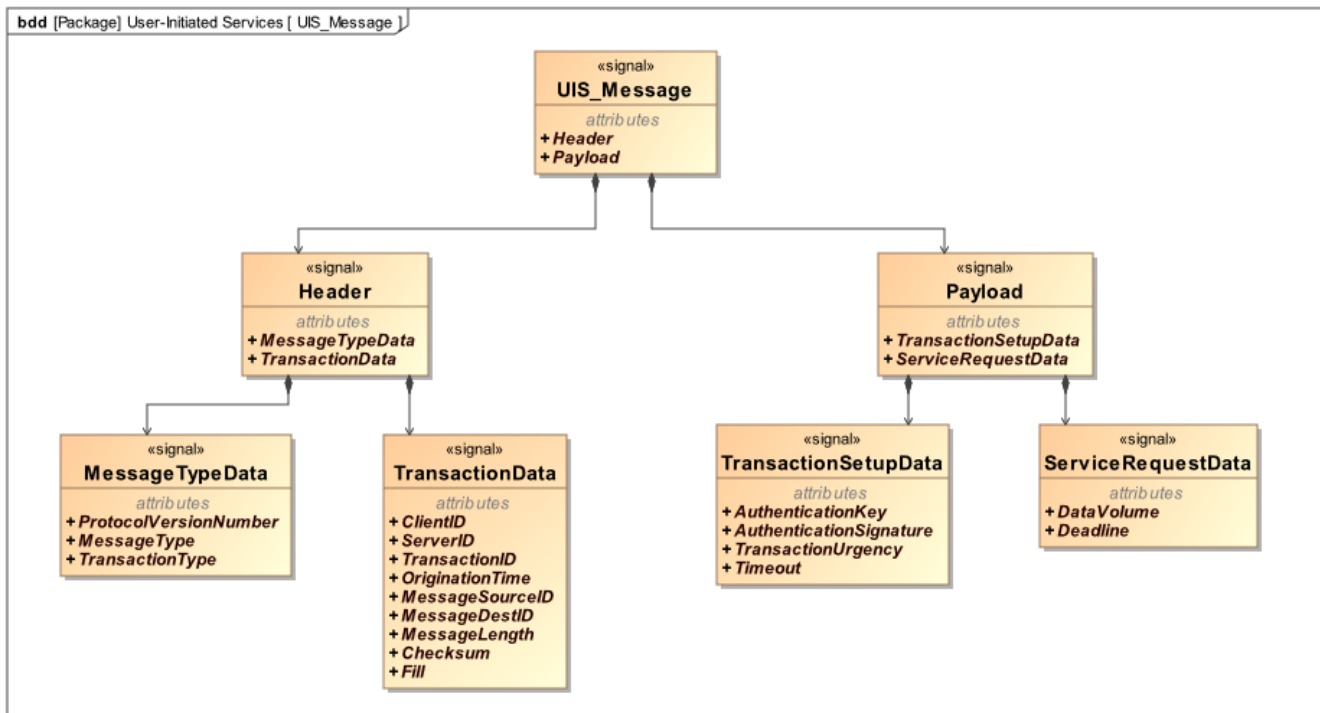 bdd [Package] User-Initiated Services [ UIS_Message ]
«signal»
UIS_Message
attributes
+ Header
+ Payload
«signal»
Header
attributes
+ MessageTypeData
+ TransactionData
«signal»
Payload
attributes
+ TransactionSetupData
+ ServiceRequestData
«signal»
MessageTypeData
attributes
+ ProtocolVersionNumber
+ MessageType
+ TransactionType
«signal»
TransactionData
attributes
+ ClientID
+ ServerID
+ TransactionID
+ OriginationTime
+ MessageSourceID
+ MessageDestID
+ MessageLength
+ Checksum
+ Fill
«signal»
TransactionSetupData
attributes
+ AuthenticationKey
+ AuthenticationSignature
+ TransactionUrgency
+ Timeout
«signal»
ServiceRequestData
attributes
+ DataVolume
+ Deadline